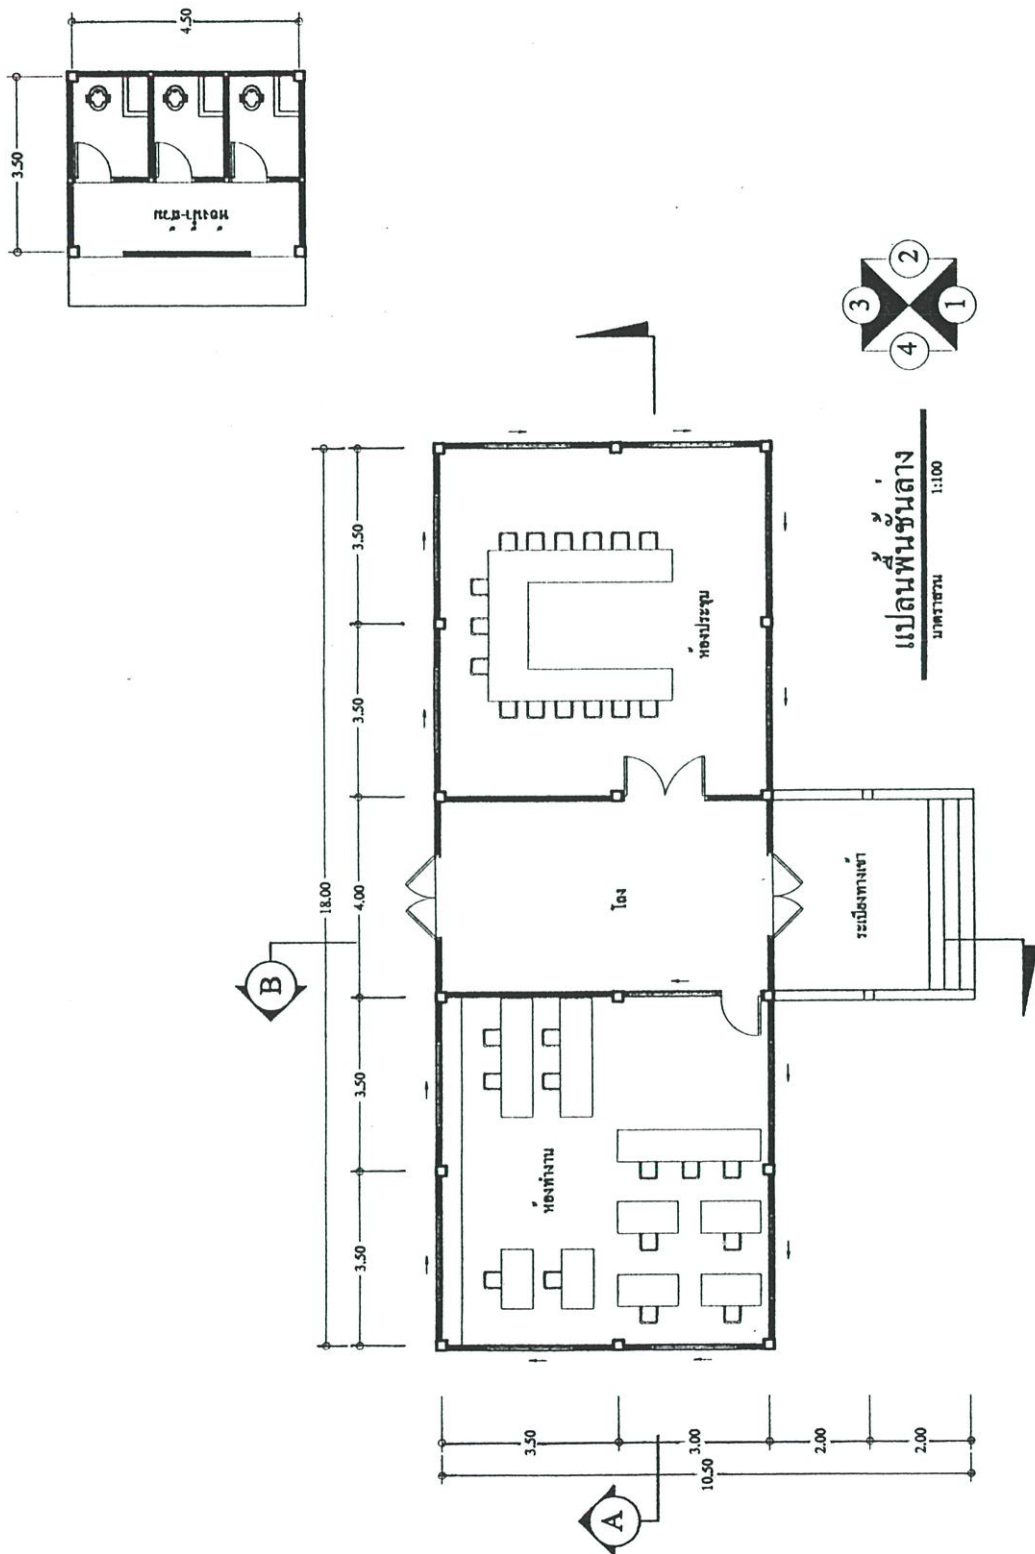 4.50
3.50
ห้องน้ำ-ส้วม
18.00
3.50
3.50
4.00
3.50
3.50
B
ห้องทำงาน
โถง
ห้องประชุม
ระเบียงทางเข้า
3.50
3.00
2.00
2.00
10.50
A
3
4
2
1
แปลนพื้นชั้นล่าง
มาตราส่วน 1:100